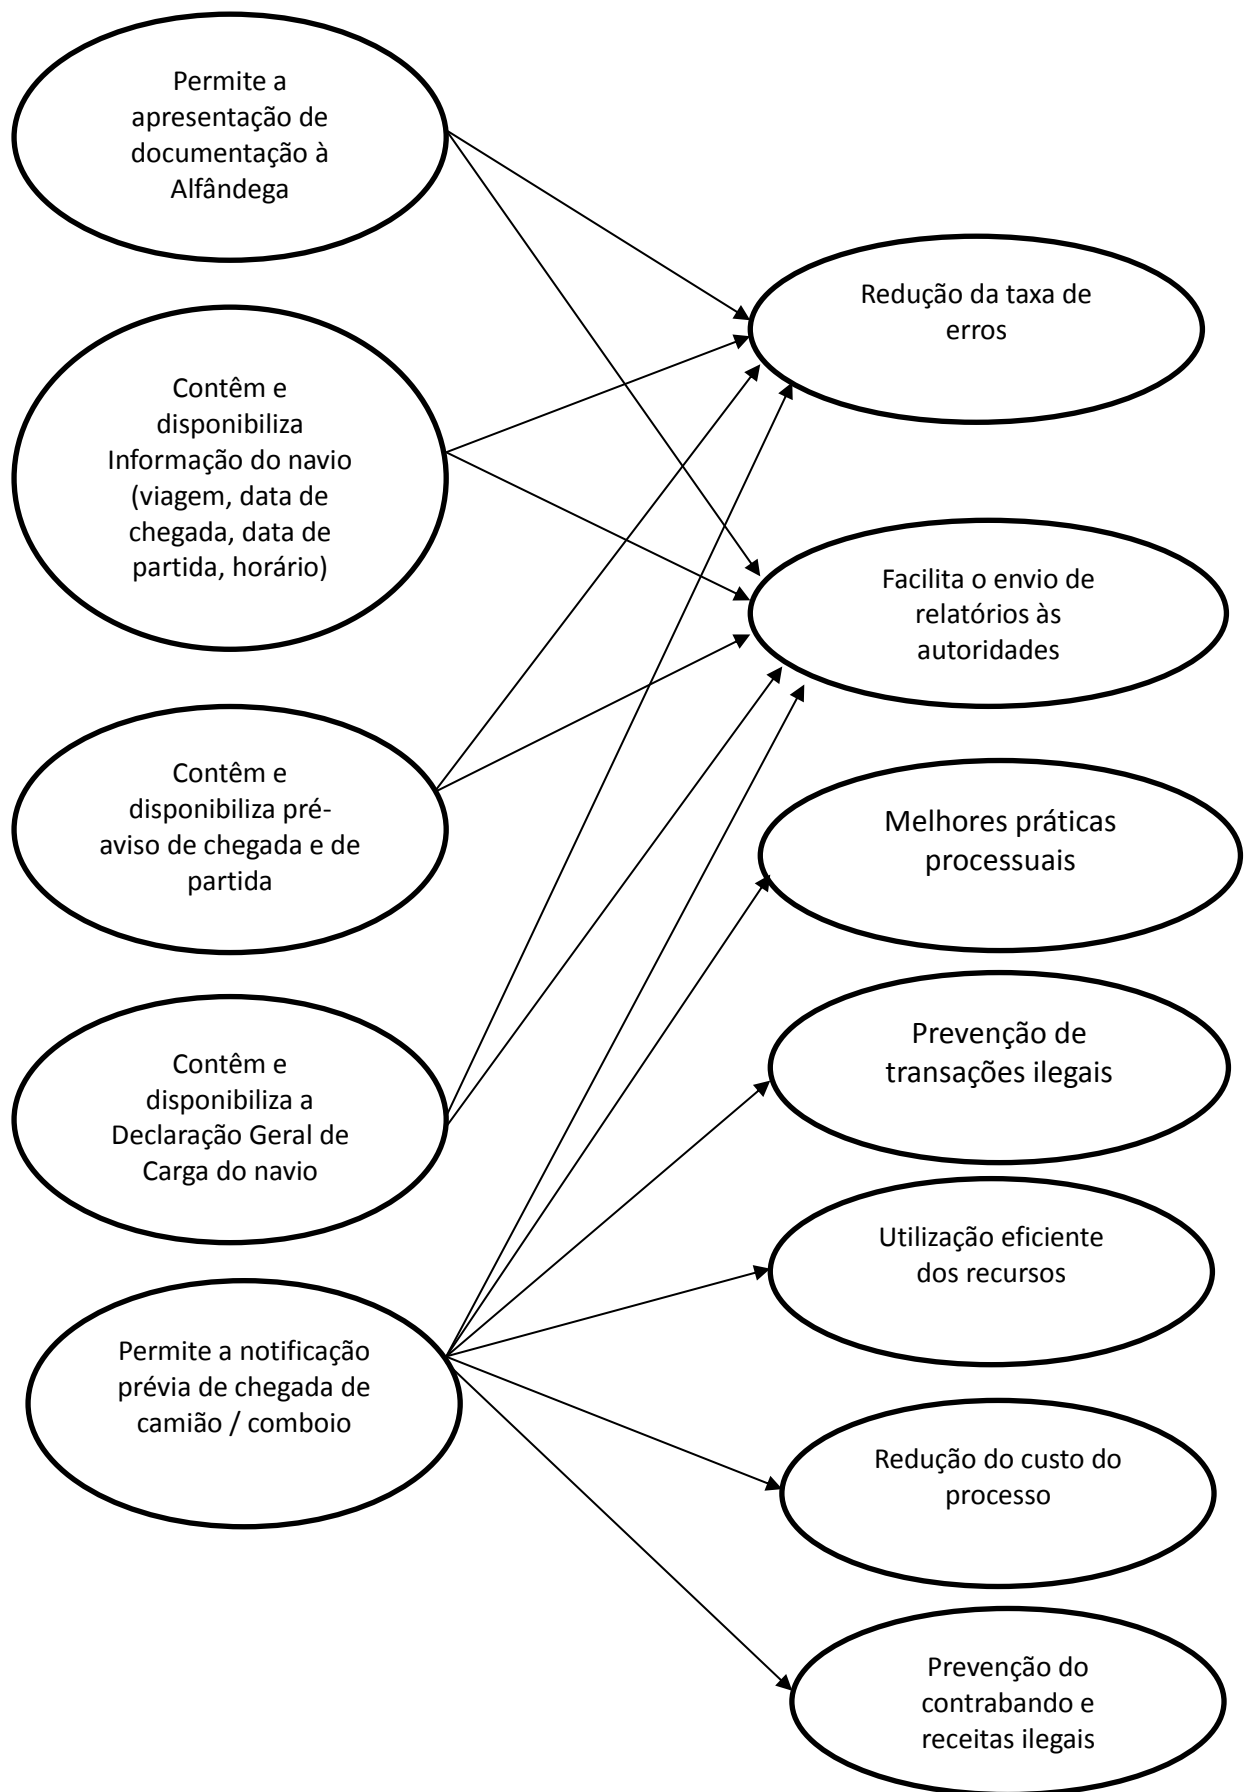 Permite a
apresentação de
documentação à
Alfândega
Contêm e
disponibiliza
Informação do navio
(viagem, data de
chegada, data de
partida, horário)
Contêm e
disponibiliza pré-
aviso de chegada e de
partida
Contêm e
disponibiliza a
Declaração Geral de
Carga do navio
Permite a notificação
prévia de chegada de
camião / comboio
Redução da taxa de
erros
Facilita o envio de
relatórios às
autoridades
Melhores práticas
processuais
Prevenção de
transações ilegais
Utilização eficiente
dos recursos
Redução do custo do
processo
Prevenção do
contrabando e
receitas ilegais